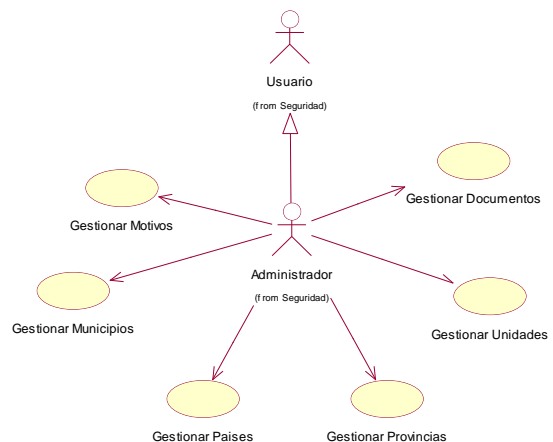 Usuario
(f rom Seguridad)
Gestionar Documentos
Gestionar Motivos
Administrador
(f rom Seguridad)
Gestionar Municipios
Gestionar Unidades
Gestionar Paises
Gestionar Provincias